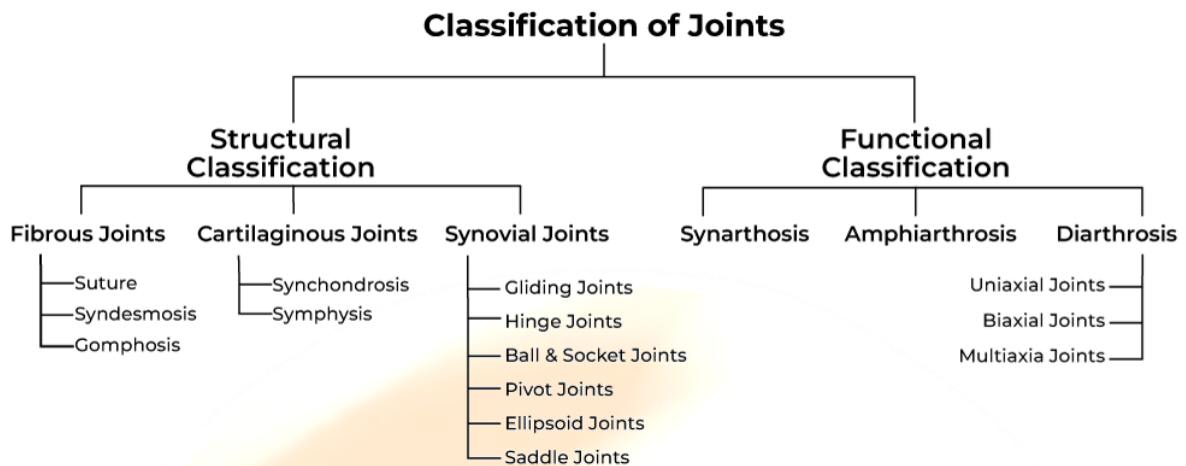 Classification of Joints
Structural
Classification
Functional
Classification
Fibrous Joints
Cartilaginous Joints
Synovial Joints
Synarthosis
Amphiarthrosis
Diarthrosis
Suture
Syndesmosis
Gomphosis
Synchondrosis
Symphysis
Gliding Joints
Hinge Joints
Ball & Socket Joints
Pivot Joints
Ellipsoid Joints
Saddle Joints
Uniaxial Joints
Biaxial Joints
Multiaxia Joints